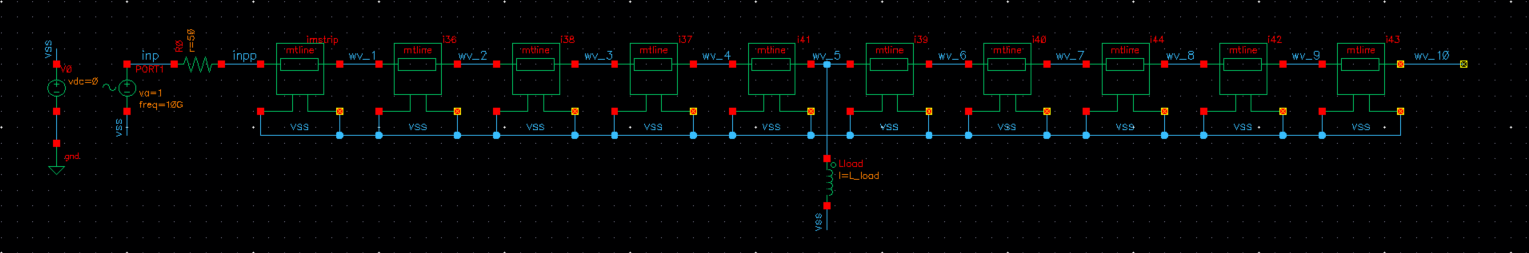 VSS
V0
vdc=0
gnd
inp
PORT1
va=1
freq=10G
VSS
R0
r=50
inpp
Imstrip
mtline
VSS
wv_1
I36
mtline
VSS
wv_2
I38
mtline
VSS
wv_3
I37
mtline
VSS
wv_4
I41
mtline
VSS
wv_5
Lload
l=L_load
VSS
I39
mtline
VSS
wv_6
I40
mtline
VSS
wv_7
I44
mtline
VSS
wv_8
I42
mtline
VSS
wv_9
I43
mtline
VSS
wv_10